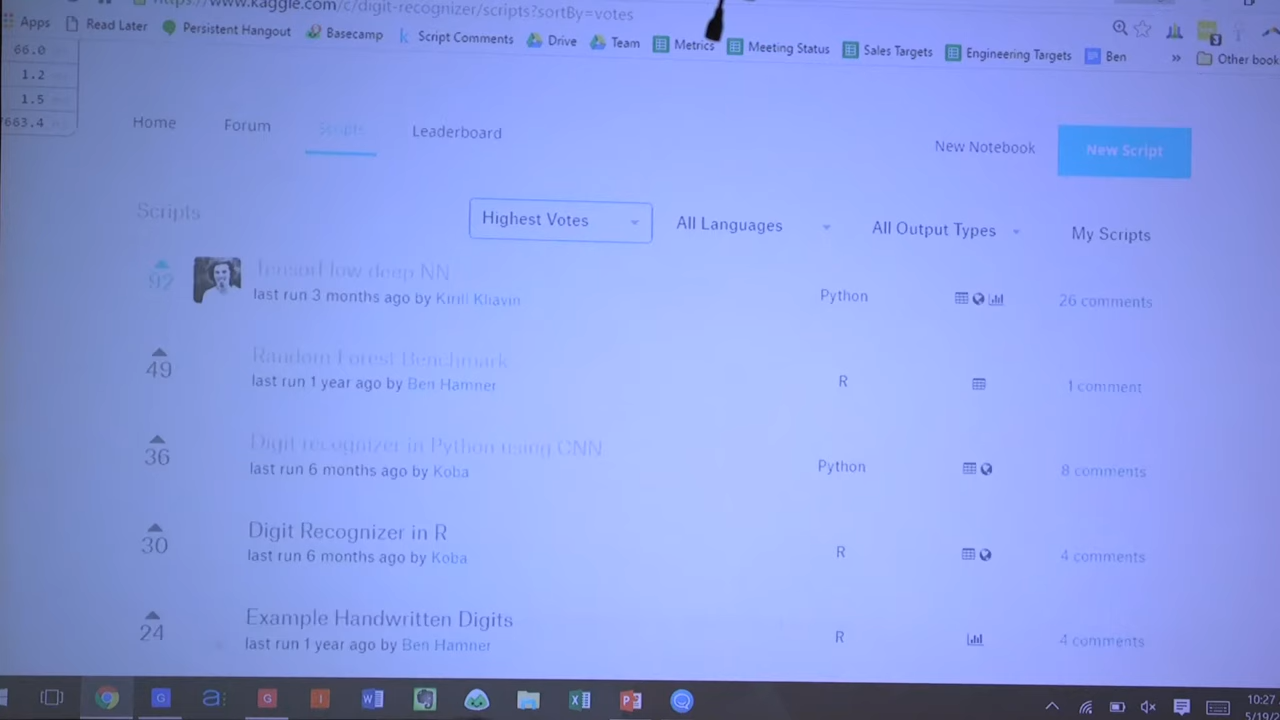 https://www.kaggle.com/c/digit-recognizer/scripts?sortBy=votes
Apps Read Later Persistent Hangout Basecamp Script Comments Drive Team Metrics Meeting Status Sales Targets Engineering Targets Ben » Other book
3
66.0
1.2
1.5
7663.4
Home Forum Scripts Leaderboard New Notebook New Script
Scripts Highest Votes All Languages All Output Types My Scripts
92 TensorFlow deep NN
last run 3 months ago by Kirill Kliavin Python 26 comments
49 Random Forest Benchmark
last run 1 year ago by Ben Hamner R 1 comment
36 Digit recognizer in Python using CNN
last run 6 months ago by Koba Python 8 comments
30 Digit Recognizer in R
last run 6 months ago by Koba R 4 comments
24 Example Handwritten Digits
last run 1 year ago by Ben Hamner R 4 comments
10:27
5/19/2